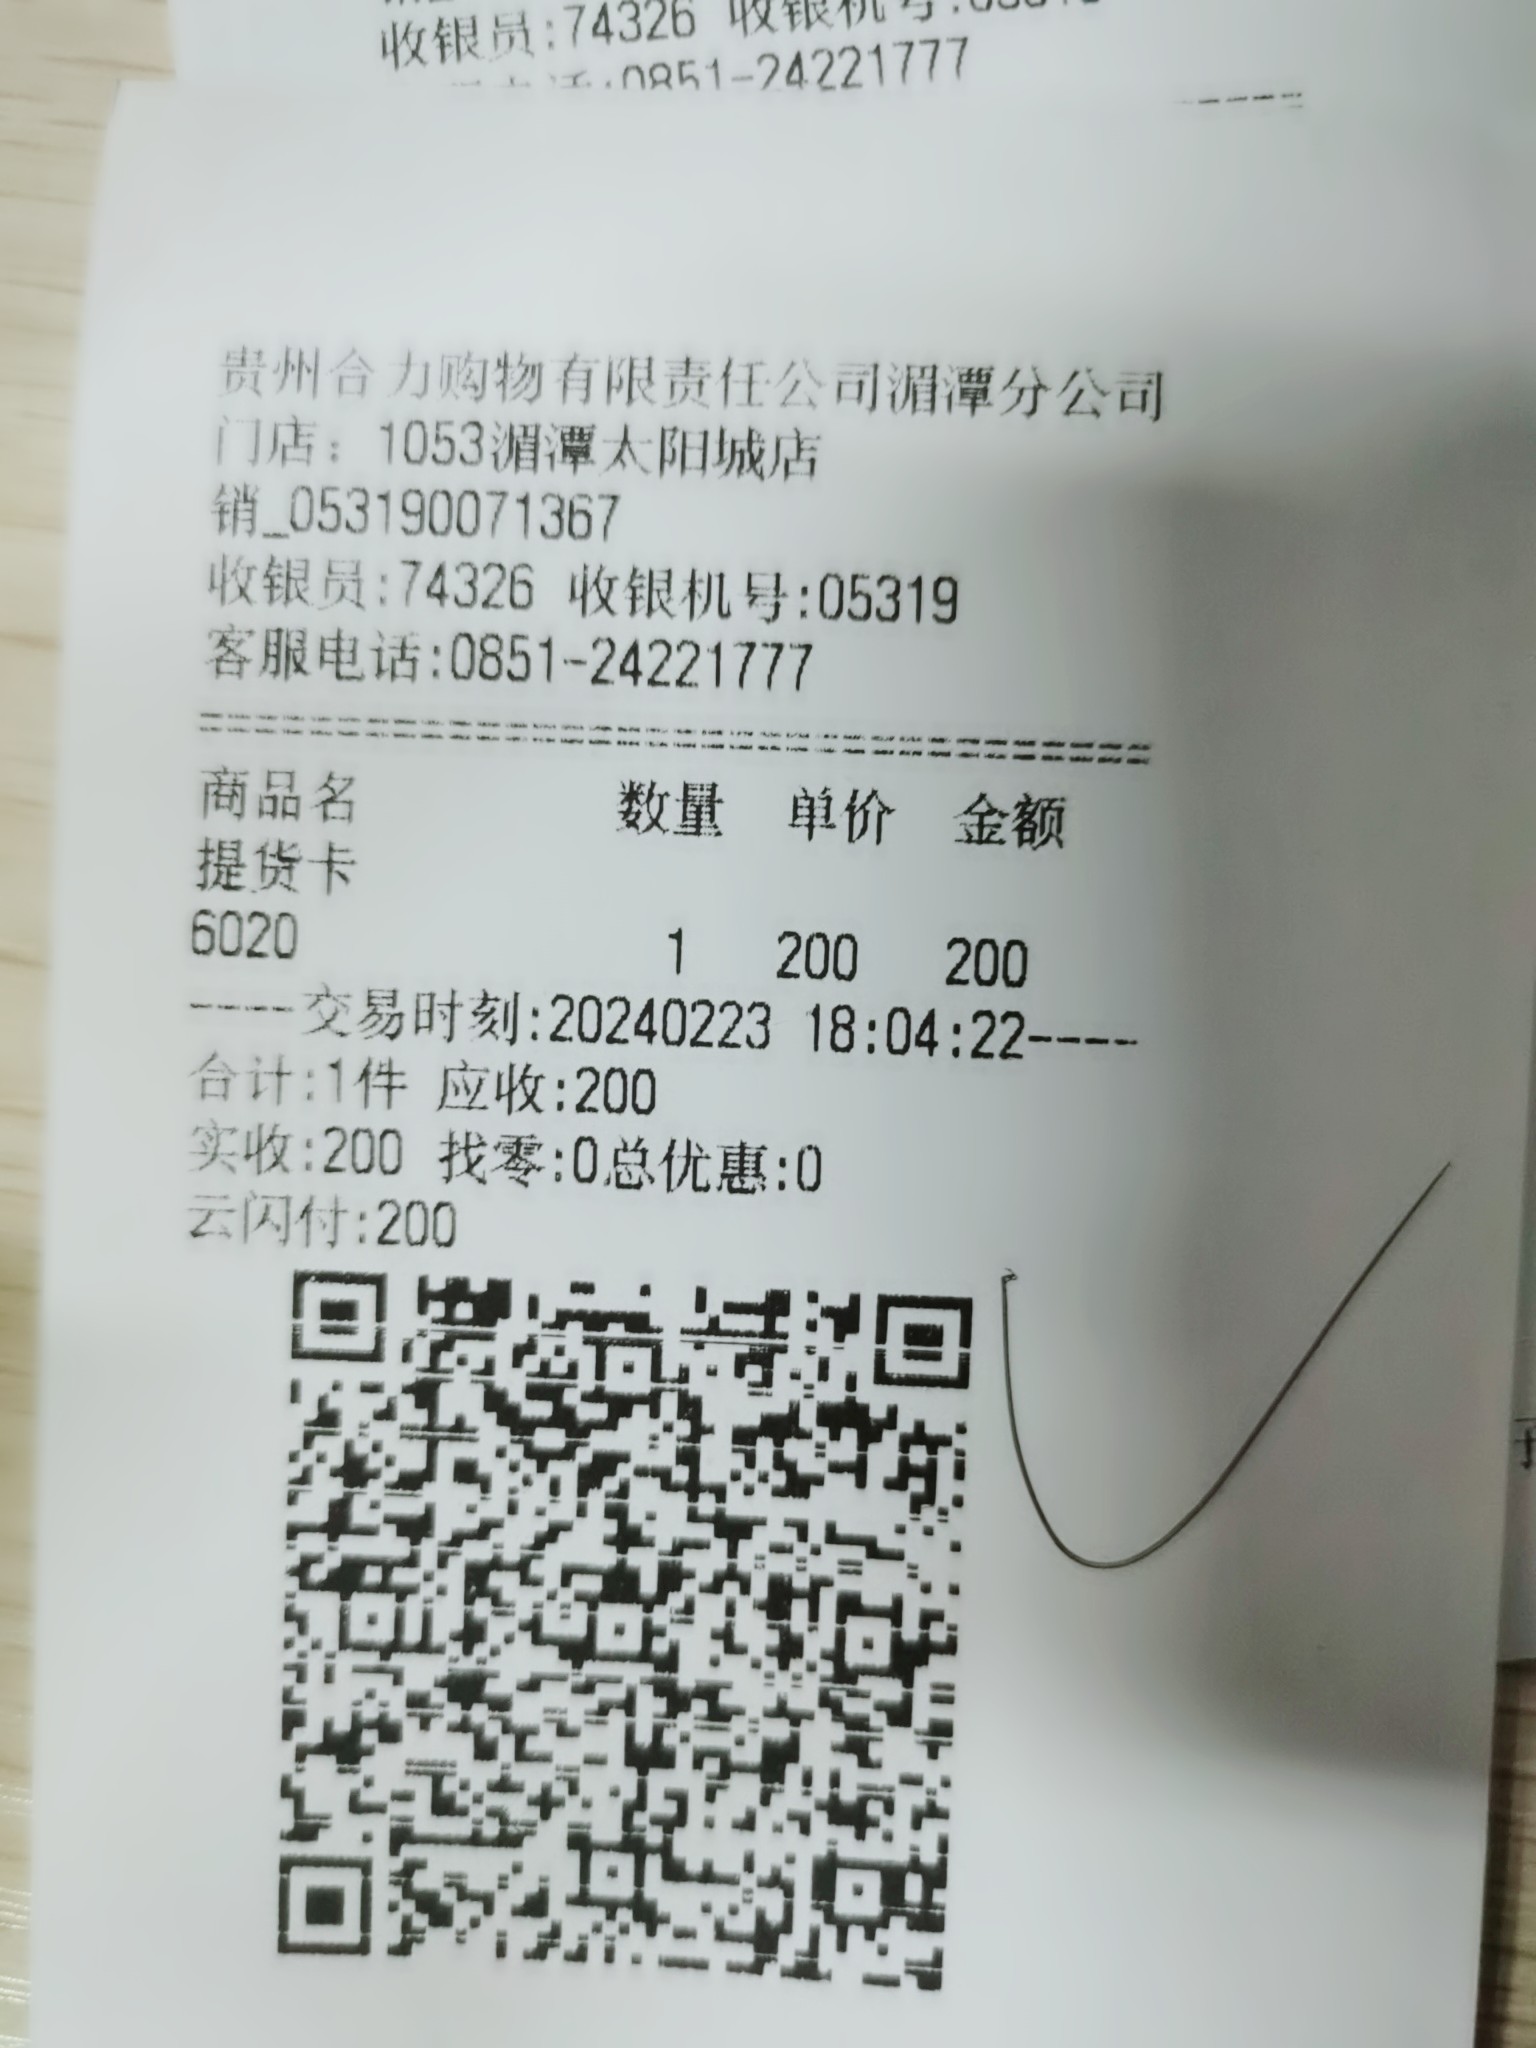 收银员:74326 收银机号:
:0851-24221777
贵州合力购物有限责任公司湄潭分公司
门店：1053湄潭太阳城店
销_053190071367
收银员:74326 收银机号:05319
客服电话:0851-24221777
商品名 数量 单价 金额
提货卡
6020 1 200 200
----交易时刻:20240223 18:04:22----
合计:1件 应收:200
实收:200 找零:0总优惠:0
云闪付:200